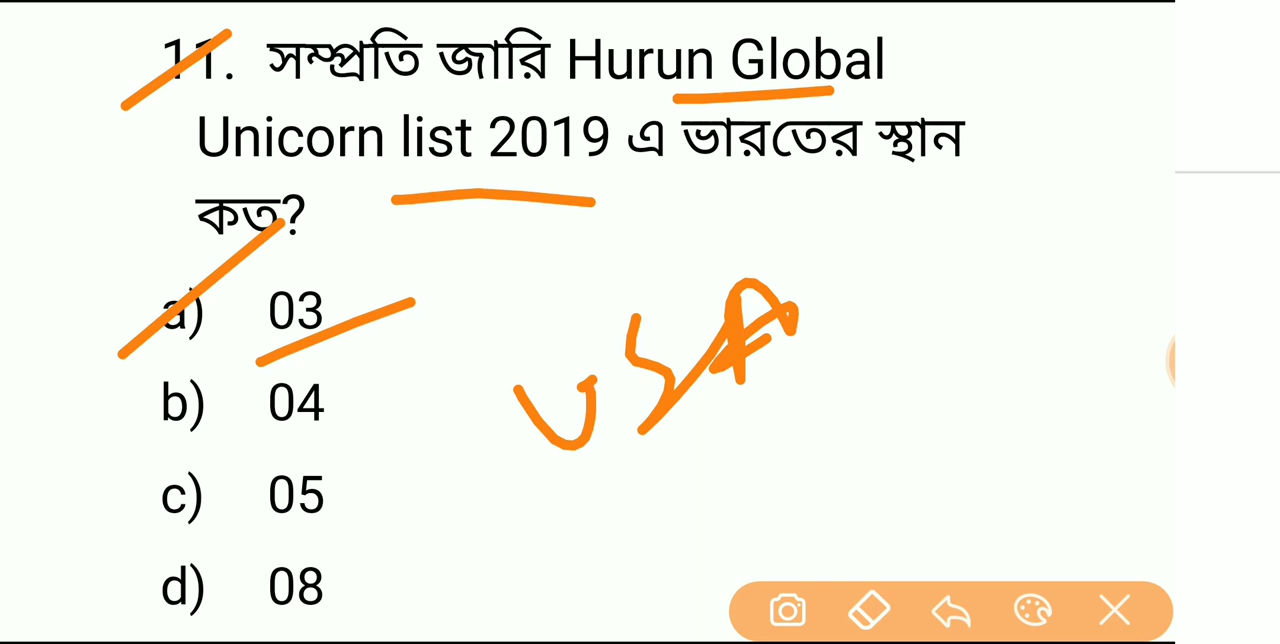 11. সম্প্রতি জারি Hurun Global
Unicorn list 2019 এ ভারতের স্থান
কত?
a) 03
b) 04
USA
c) 05
d) 08